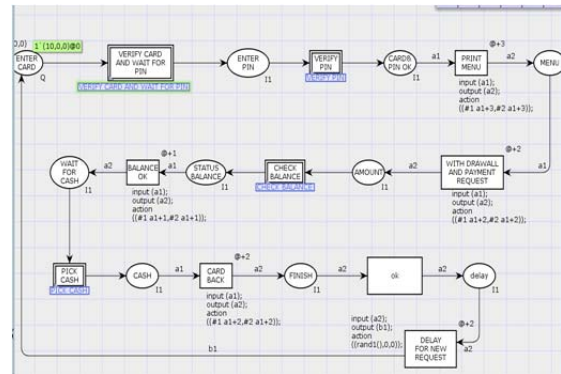 0,0)
1`(10,0,0)@0
ENTER
CARD
Q
VERIFY CARD
AND WAIT FOR
PIN
VERIFY CARD AND WAIT FOR PIN
ENTER
PIN
I1
VERIFY
PIN
VERIFY PIN
CARD&
PIN OK
I1
a1
@+3
PRINT
MENU
input (a1);
output (a2);
action
((#1 a1+3,#2 a1+3);
a2
MENU
I1
a1
@+2
WITH DRAWALL
AND PAYMENT
REQUEST
input (a1);
output (a2);
action
((#1 a1+2,#2 a1+2);
a2
AMOUNT
I1
CHECK
BALANCE
CHECK BALANCE
STATUS
BALANCE
I1
a1
@+1
BALANCE
OK
input (a1);
output (a2);
action
((#1 a1+1,#2 a1+1);
a2
WAIT
FOR
CASH
I1
PICK
CASH
PICK CASH
CASH
I1
a1
@+2
CARD
BACK
input (a1);
output (a2);
action
((#1 a1+2,#2 a1+2);
a2
FINISH
I1
a2
ok
a2
delay
I1
@+2
a2
DELAY
FOR NEW
REQUEST
input (a2);
output (b1);
action
((rand1(),0,0));
b1